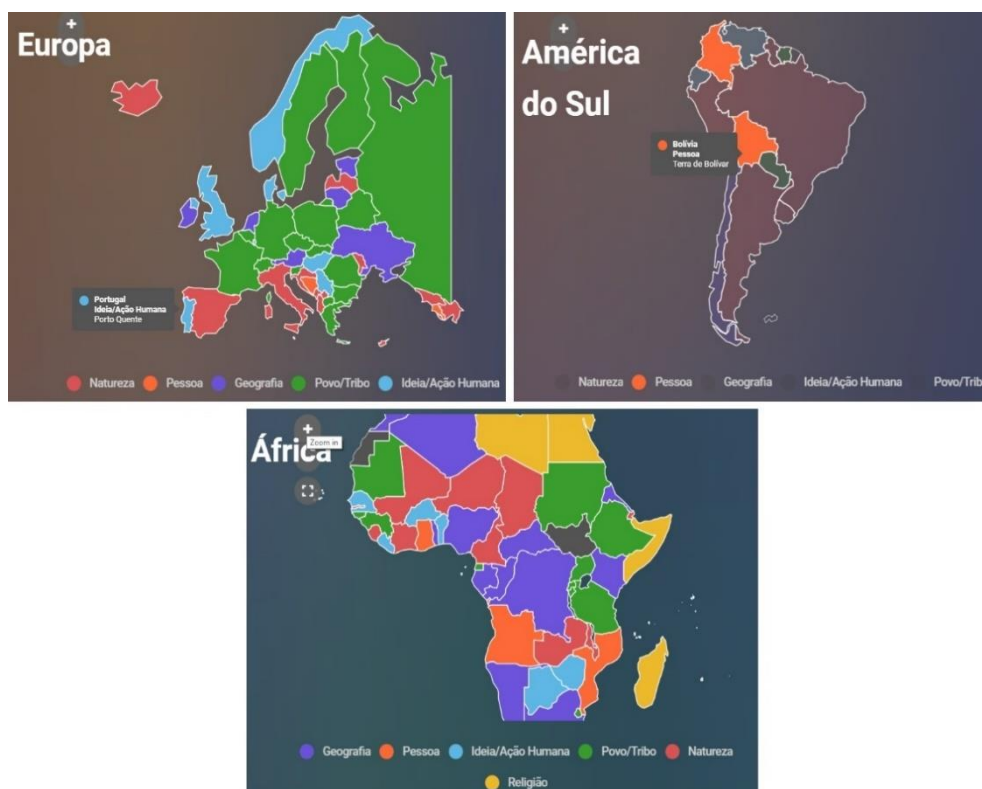 Europa
+
Portugal
Ideia/Ação Humana
Porto Quente
Natureza Pessoa Geografia Povo/Tribo Ideia/Ação Humana
América
do Sul
+
Bolívia
Pessoa
Terra de Bolívar
Natureza Pessoa Geografia Ideia/Ação Humana Povo/Trib
África
+
Zoom in
Geografia Pessoa Ideia/Ação Humana Povo/Tribo Natureza
Religião